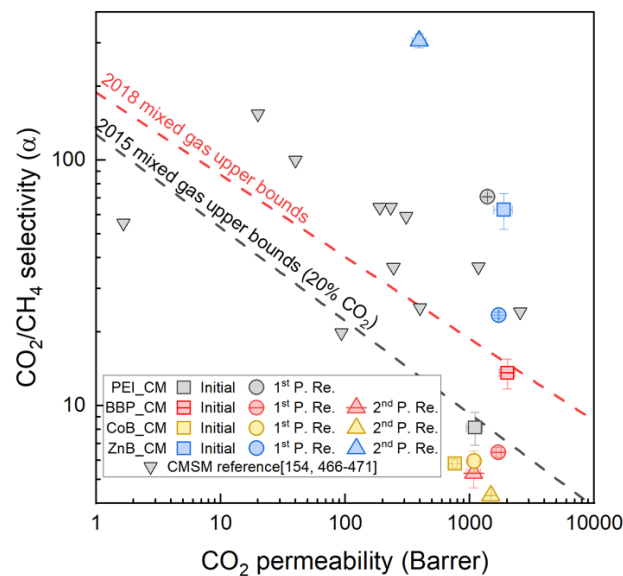 CO₂/CH₄ selectivity (α)
100
10
2018 mixed gas upper bounds
2015 mixed gas upper bounds (20% CO₂)
PEI_CM Initial 1st P. Re.
BBP_CM Initial 1st P. Re. 2nd P. Re.
CoB_CM Initial 1st P. Re. 2nd P. Re.
ZnB_CM Initial 1st P. Re. 2nd P. Re.
CMSM reference[154, 466-471]
1 10 100 1000 10000
CO₂ permeability (Barrer)